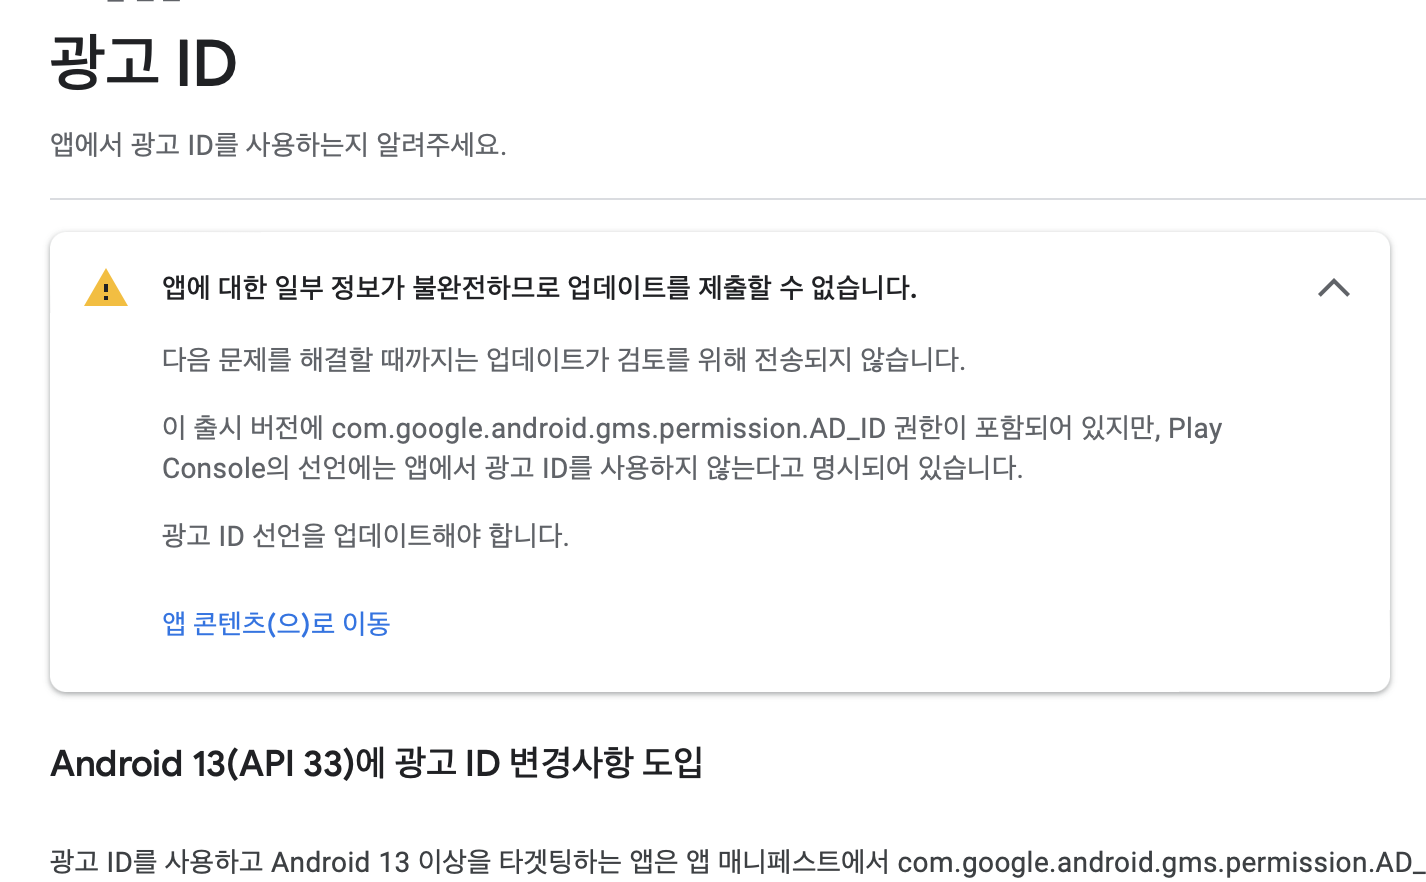 광고 ID
앱에서 광고 ID를 사용하는지 알려주세요.
앱에 대한 일부 정보가 불완전하므로 업데이트를 제출할 수 없습니다.
다음 문제를 해결할 때까지는 업데이트가 검토를 위해 전송되지 않습니다.
이 출시 버전에 com.google.android.gms.permission.AD_ID 권한이 포함되어 있지만, Play
Console의 선언에는 앱에서 광고 ID를 사용하지 않는다고 명시되어 있습니다.
광고 ID 선언을 업데이트해야 합니다.
앱 콘텐츠(으)로 이동
Android 13(API 33)에 광고 ID 변경사항 도입
광고 ID를 사용하고 Android 13 이상을 타겟팅하는 앱은 앱 매니페스트에서 com.google.android.gms.permission.AD_